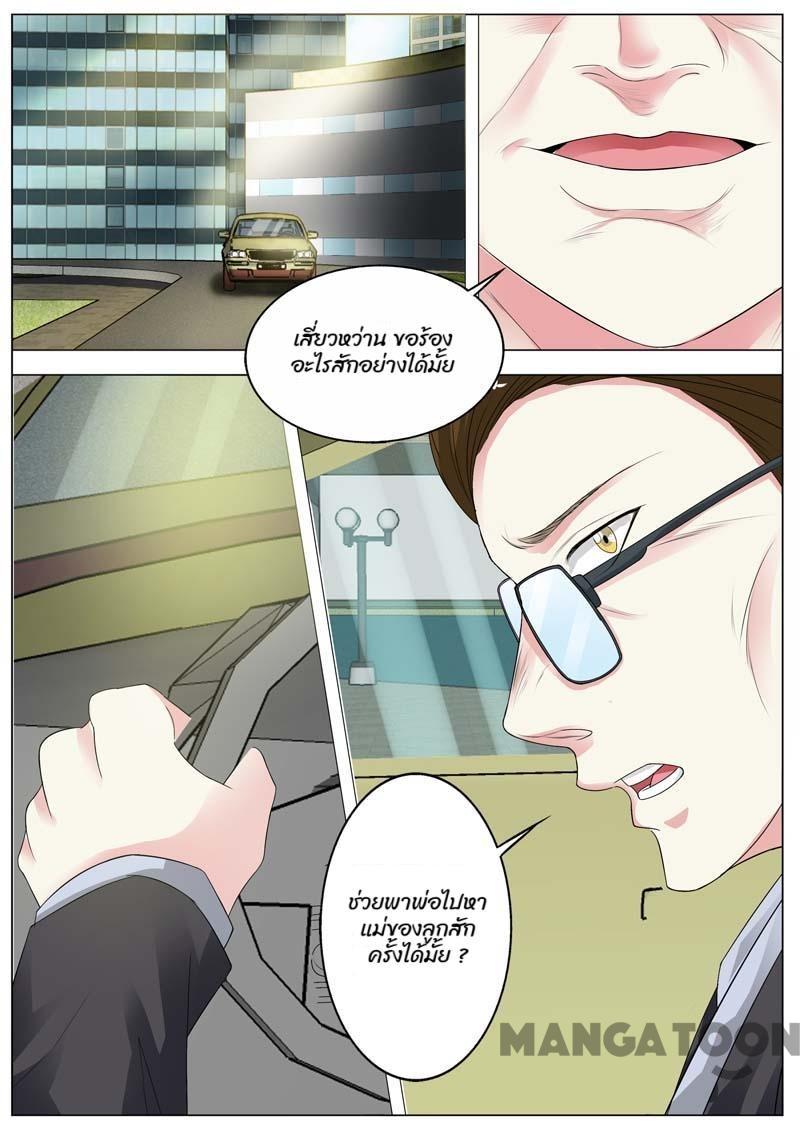 เสี่ยวหว่าน ขอร้อง
อะไรสักอย่างได้มั้ย
ช่วยพาพ่อไปหา
แม่ของลูกสัก
ครั้งได้มั้ย ?
MANGATOON